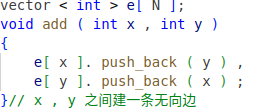 vector < int > e[ N ];
void add ( int x , int y )
{
e[ x ]. push_back ( y ) ,
e[ y ]. push_back ( x ) ;
}// x , y 之间建一条无向边